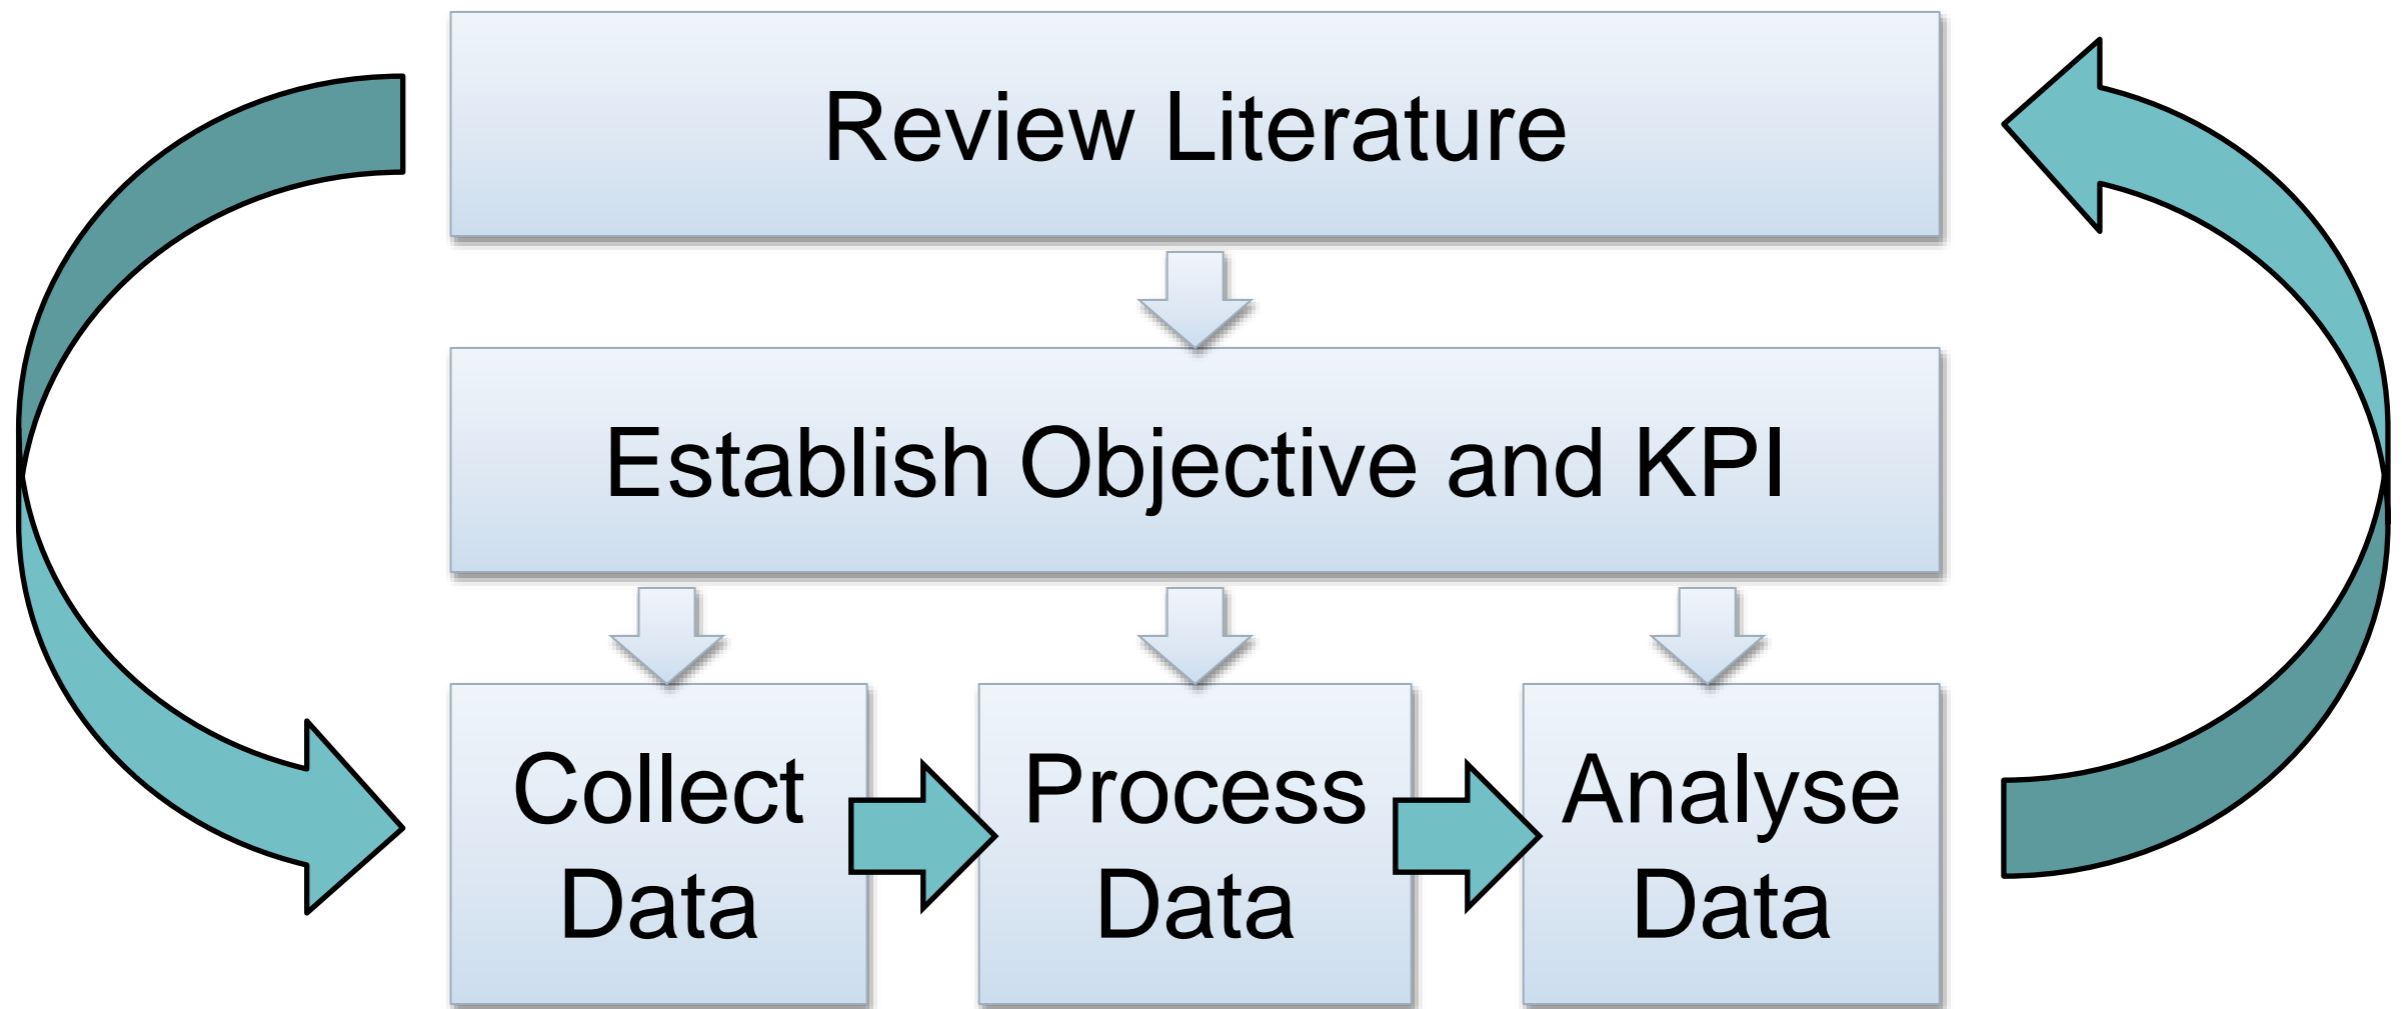 Review Literature
Establish Objective and KPI
Collect
Data
Process
Data
Analyse
Data